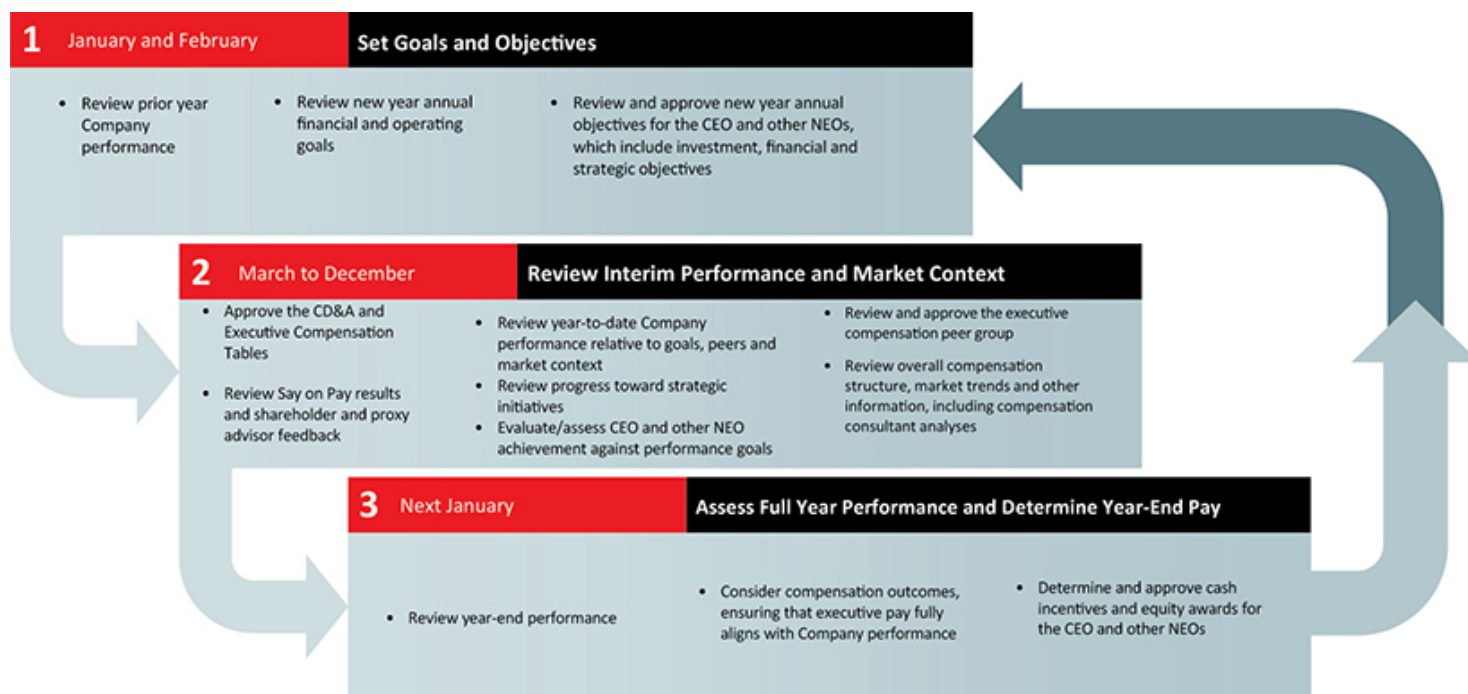 1 January and February Set Goals and Objectives
• Review prior year
Company
performance
• Review new year annual
financial and operating
goals
• Review and approve new year annual
objectives for the CEO and other NEOs,
which include investment, financial and
strategic objectives
2 March to December Review Interim Performance and Market Context
• Approve the CD&A and
Executive Compensation
Tables
• Review Say on Pay results
and shareholder and proxy
advisor feedback
• Review year-to-date Company
performance relative to goals, peers and
market context
• Review progress toward strategic
initiatives
• Evaluate/assess CEO and other NEO
achievement against performance goals
• Review and approve the executive
compensation peer group
• Review overall compensation
structure, market trends and other
information, including compensation
consultant analyses
3 Next January Assess Full Year Performance and Determine Year-End Pay
• Review year-end performance
• Consider compensation outcomes,
ensuring that executive pay fully
aligns with Company performance
• Determine and approve cash
incentives and equity awards for
the CEO and other NEOs